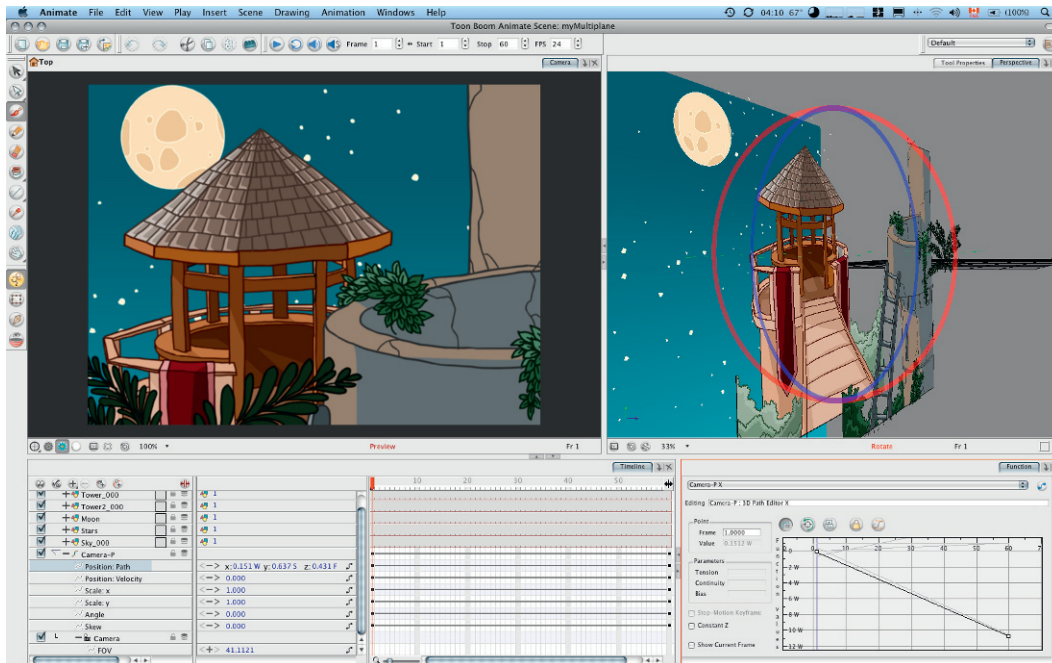 Animate File Edit View Play Insert Scene Drawing Animation Windows Help 04:10 67° (100%)
Toon Boom Animate Scene: myMultiplane
Frame 1 Start 1 Stop 60 FPS 24 Default
Top Camera Tool Properties Perspective
100% Preview Fr 1 33% Rotate Fr 1
Timeline Function
10 20 30 40 50
Tower_000 1
Tower2_000 1
Moon 1
Stars 1
Sky_000 1
Camera-P
Position: Path x:0.151 W y:0.637 S z:0.431 F
Position: Velocity 0.000
Scale: x 1.000
Scale: y 1.000
Angle 0.000
Skew 0.000
Camera
FOV 41.1121
Camera-P X
Editing Camera-P : 3D Path Editor X
Point
Frame 1.0000
Value 0.1512 W
Parameters
Tension
Continuity
Bias
Stop-Motion Keyframe
Constant Z
Show Current Frame
Function Values
0 10 20 30 40 50 60 7
-2 W
-4 W
-6 W
-8 W
-10 W
-12 W